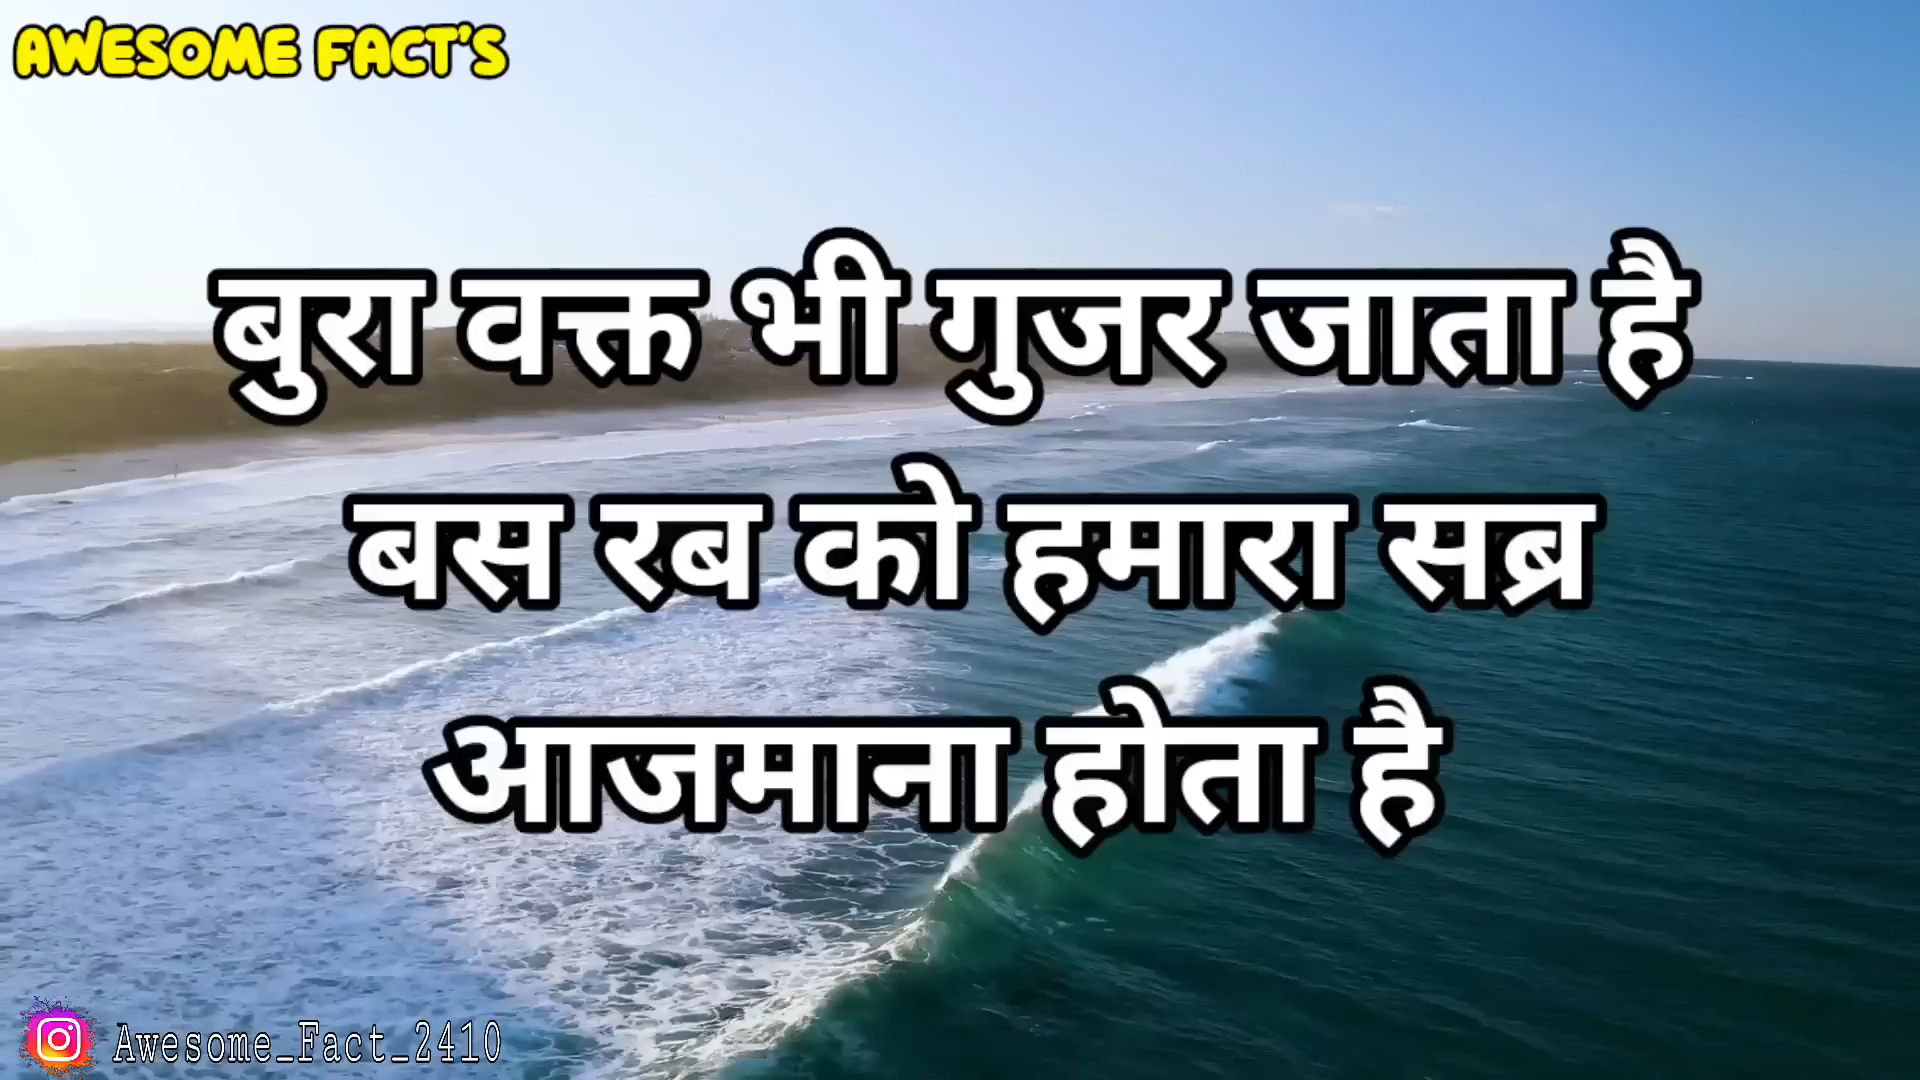 AWESOME FACT'S
बुरा वक्त भी गुजर जाता है
बस रब को हमारा सब्र
आजमाना होता है
Awesome_Fact_2410